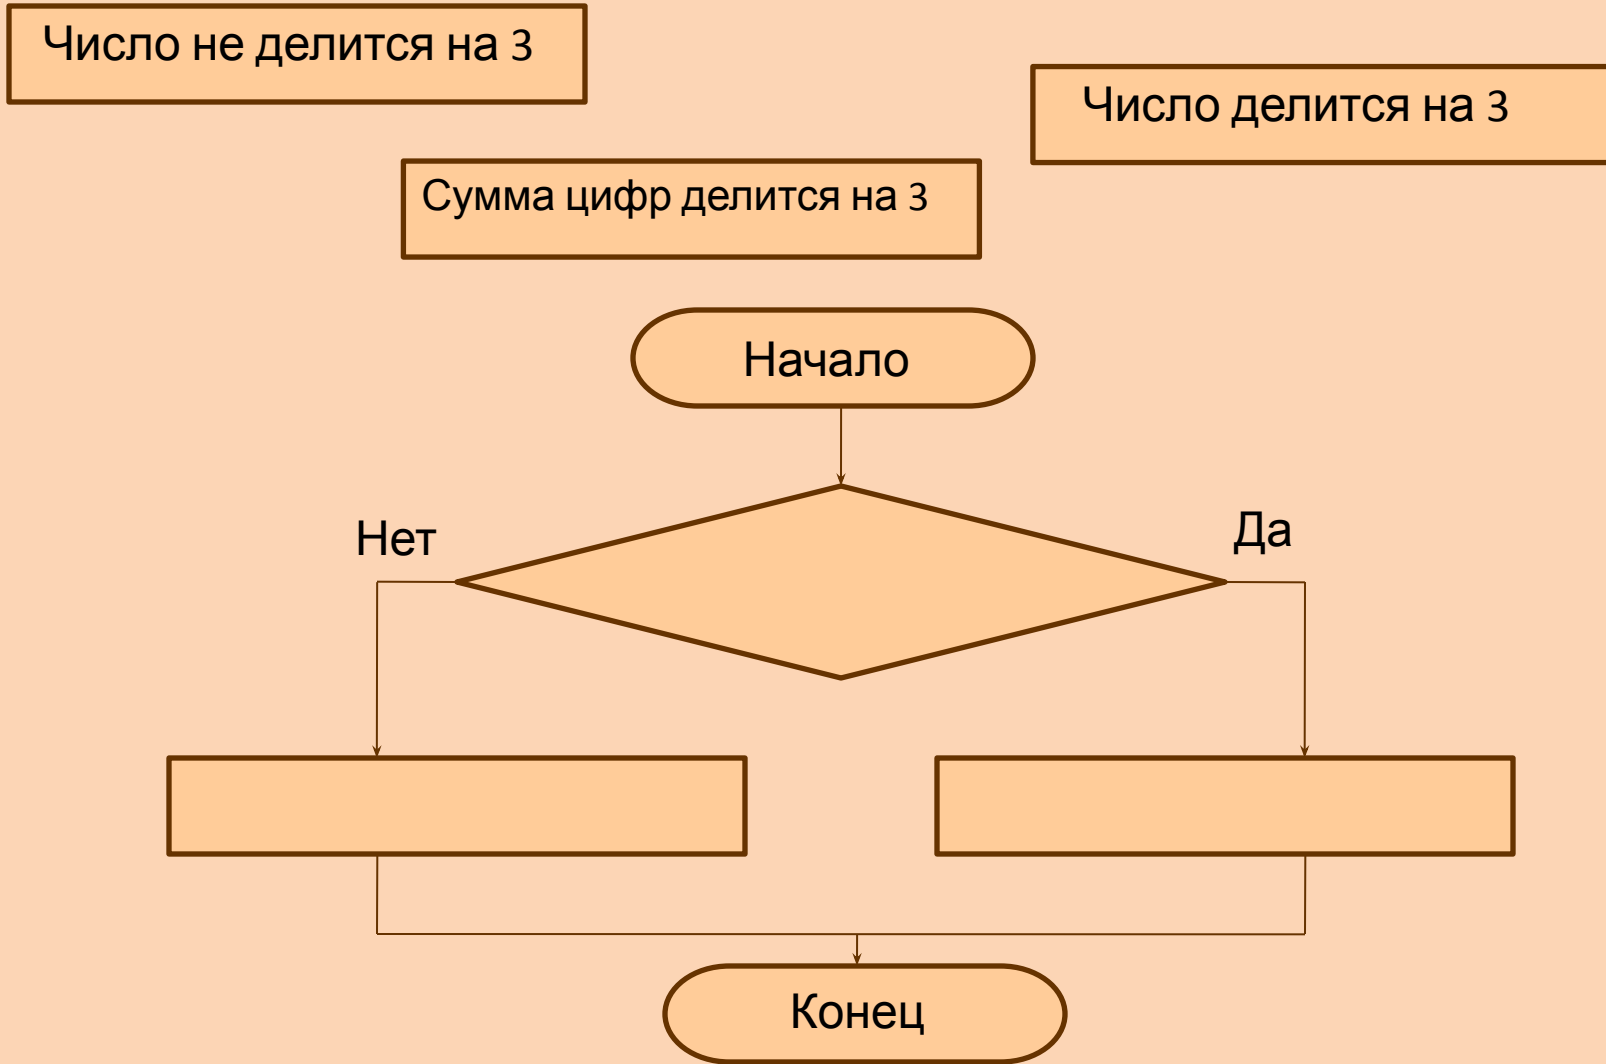 Число не делится на 3
Число делится на 3
Сумма цифр делится на 3
Начало
Нет
Да
Конец